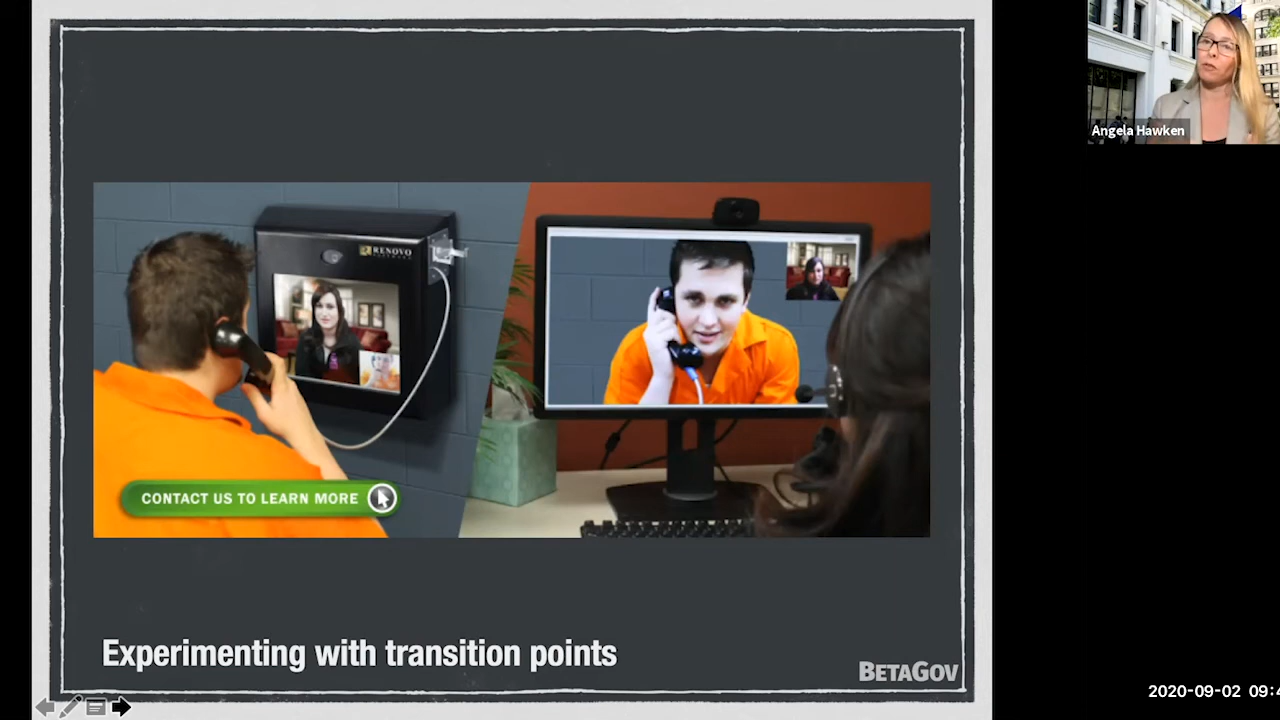 Angela Hawken
RENOVO
CONTACT US TO LEARN MORE
Experimenting with transition points
BETAGOV
2020-09-02 09:4